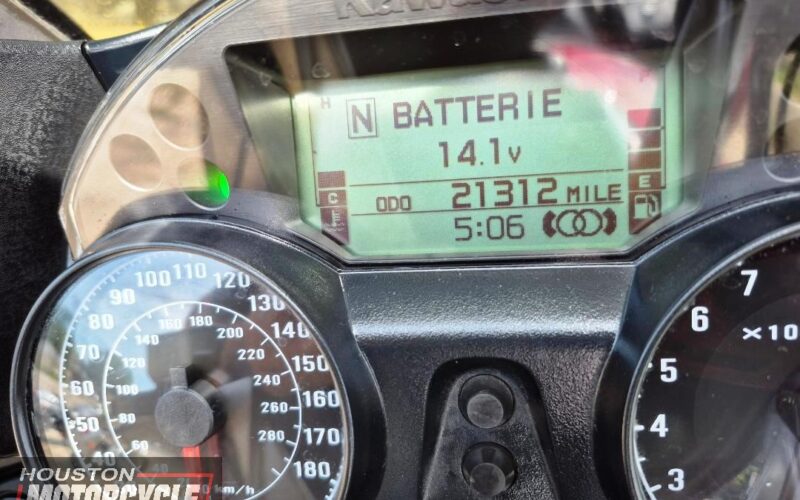 Kawasaki
H F
N BATTERIE
14.1v
C E
ODO 21312 MILE
5:06
40 50 60 70 80 90 100 110 120 130 140 150 160 170 180
40 60 80 100 120 140 160 180 200 220 240 260 280
km/h
3 4 5 6 7
x10
HOUSTON
MOTORCYCLE